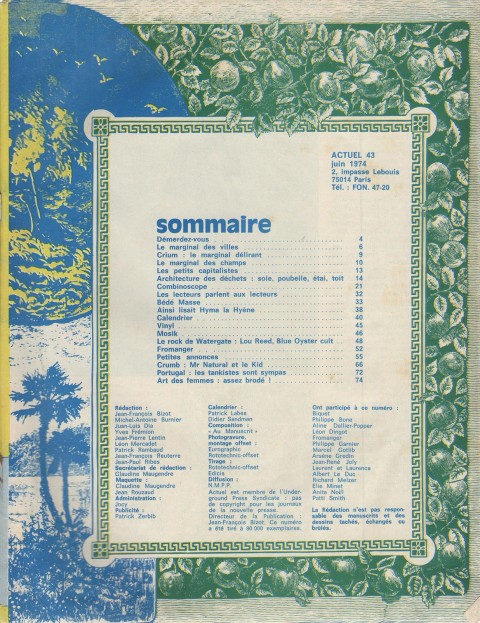 ACTUEL 43
juin 1974
2, impasse Lebouis
75014 Paris
Tél. : FON. 47-20
sommaire
Démerdez-vous 4
Le marginal des villes 6
Crium : le marginal délirant 9
Le marginal des champs 10
Les petits capitalistes 13
Architecture des déchets : soie, poubelle, étai, toit 14
Combinoscope 21
Les lecteurs parlent aux lecteurs 32
Bédé Masse 33
Ainsi lisait Hyma la Hyène 38
Calendrier 40
Vinyl 45
Mosik 46
Le rock de Watergate : Lou Reed, Blue Oyster cult 48
Fromanger 52
Petites annonces 55
Crumb : Mr Natural et le Kid 66
Portugal : les tankistes sont sympas 72
Art des femmes : assez brodé ! 74
Rédaction :
Jean-François Bizot
Michel-Antoine Burnier
Juan-Luis Dia
Yves Frémion
Jean-Pierre Lentin
Léon Mercadet
Patrick Rambaud
Jean-François Reuterre
Jean-Paul Ribes
Secrétariat de rédaction :
Claudine Maugendre
Maquette :
Claudine Maugendre
Jean Rouzaud
Administration :
Jocy
Publicité :
Patrick Zerbib
Calendrier :
Patrick Labes
Didier Sandman
Composition :
« Au Manuscrit »
Photogravure,
montage offset :
Eurographic
Rototechnic-offset
Tirage :
Rototechnic-offset
Edicis
Diffusion :
N.M.P.P.
Actuel est membre de l'Under-
ground Press Syndicate : pas
de copyright pour les journaux
de la nouvelle presse.
Directeur de la Publication :
Jean-François Bizot. Ce numéro
a été tiré à 90 000 exemplaires.
Ont participé à ce numéro :
Biquet
Philippe Bone
Aline Dallier-Popper
Léon Dingot
Fromanger
Philippe Garnier
Marcel Gotlib
Arsène Gredin
Jean-René Joly
Laurent et Laurence
Albert Le Duc
Richard Melzer
Elia Minet
Anita Noël
Patti Smith
La Rédaction n'est pas respon-
sable des manuscrits et des
dessins tachés, échangés ou
brûlés.